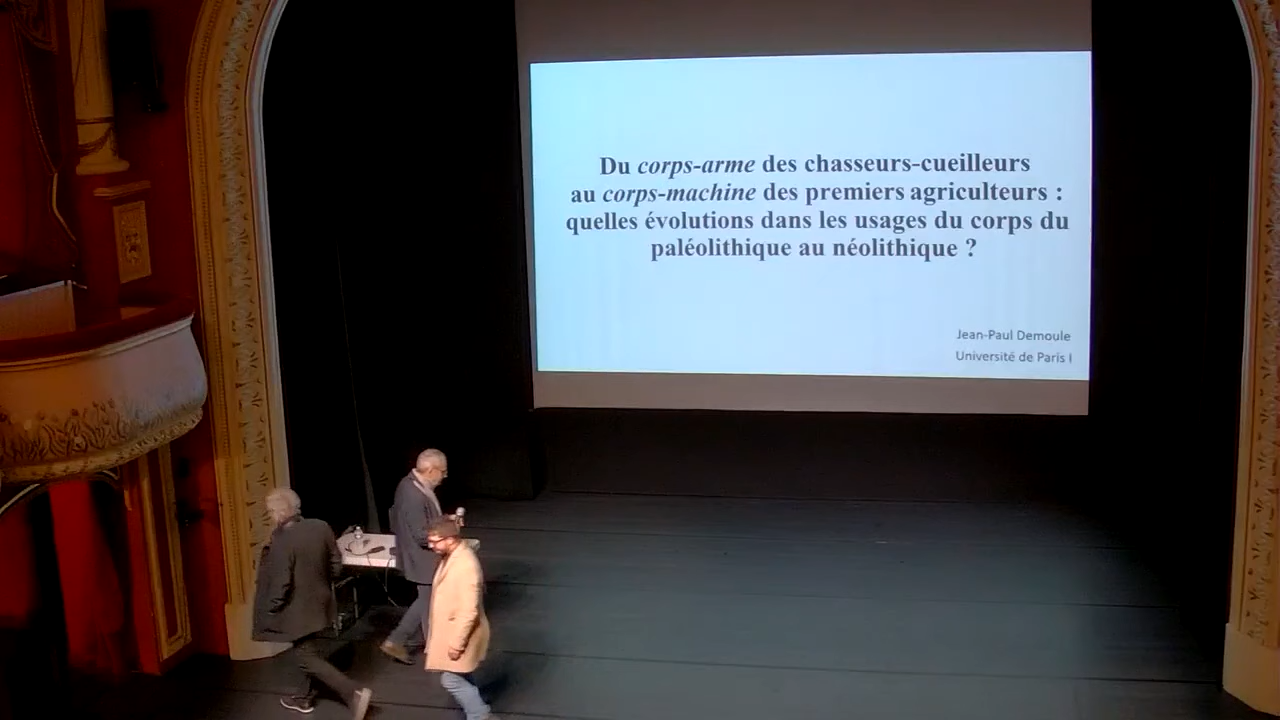 Du corps-arme des chasseurs-cueilleurs
au corps-machine des premiers agriculteurs :
quelles évolutions dans les usages du corps du
paléolithique au néolithique ?
Jean-Paul Demoule
Université de Paris I